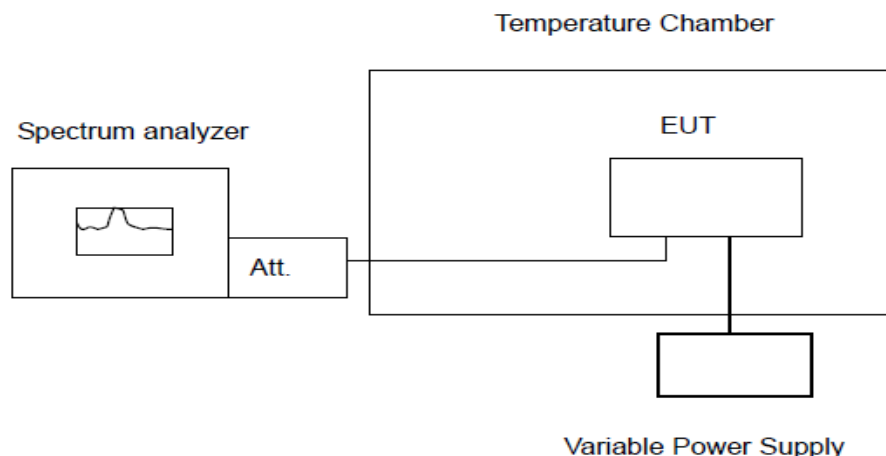 Temperature Chamber
Spectrum analyzer
EUT
Att.
Variable Power Supply